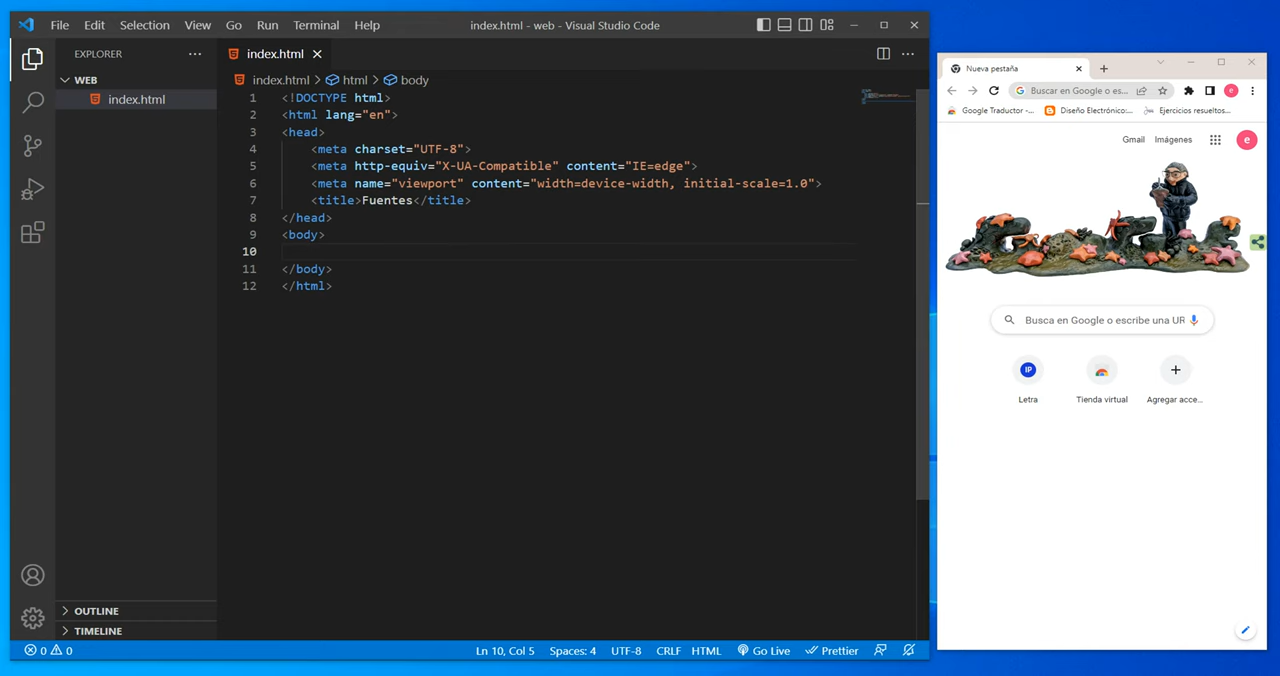 File Edit Selection View Go Run Terminal Help
index.html - web - Visual Studio Code
EXPLORER
WEB
index.html
OUTLINE
TIMELINE
index.html
index.html > html > body
1 <!DOCTYPE html>
2 <html lang="en">
3 <head>
4 <meta charset="UTF-8">
5 <meta http-equiv="X-UA-Compatible" content="IE=edge">
6 <meta name="viewport" content="width=device-width, initial-scale=1.0">
7 <title>Fuentes</title>
8 </head>
9 <body>
10
11 </body>
12 </html>
0 0 Ln 10, Col 5 Spaces: 4 UTF-8 CRLF HTML Go Live Prettier
Nueva pestaña
Buscar en Google o es...
e
Google Traductor -... Diseño Electrónico:... Ejercicios resueltos...
Gmail Imágenes e
Busca en Google o escribe una UR
IP
Letra Tienda virtual Agregar acce...